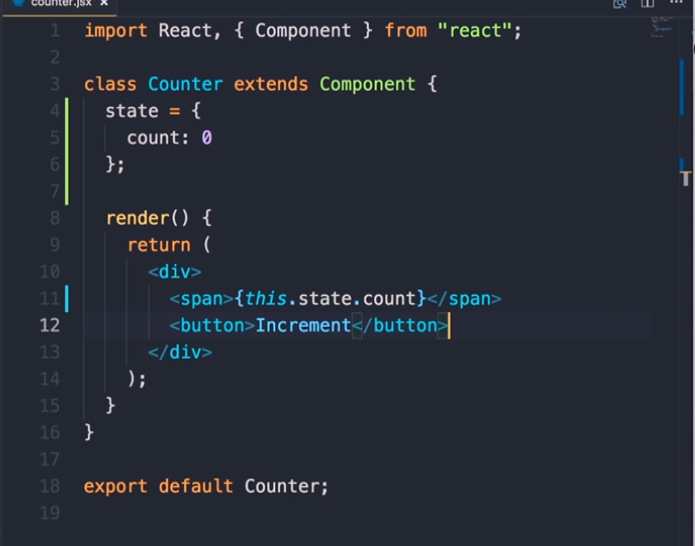 counter.jsx ×
1 import React, { Component } from "react";
2
3 class Counter extends Component {
4   state = {
5     count: 0
6   };
7
8   render() {
9     return (
10       <div>
11         <span>{this.state.count}</span>
12         <button>Increment</button>
13       </div>
14     );
15   }
16 }
17
18 export default Counter;
19
T